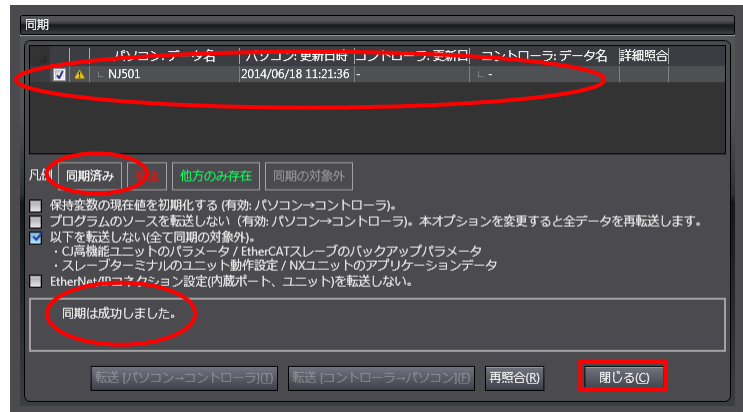 同期
パソコン:データ名 パソコン:更新日時 コントローラ:更新日 コントローラ:データ名 詳細照合
NJ501 2014/06/18 11:21:36 - -
凡例 同期済み 他方のみ存在 同期の対象外
保持変数の現在値を初期化する (有効: パソコン→コントローラ)。
プログラムのソースを転送しない (有効: パソコン→コントローラ)。本オプションを変更すると全データを再転送します。
以下を転送しない(全て同期の対象外)。
・CJ高機能ユニットのパラメータ / EtherCATスレーブのバックアップパラメータ
・スレーブターミナルのユニット動作設定 / NXユニットのアプリケーションデータ
EtherNet/IPコネクション設定(内蔵ポート、ユニット)を転送しない。
同期は成功しました。
転送 [パソコン→コントローラ](T) 転送 [コントローラ→パソコン](F) 再照合(R) 閉じる(C)